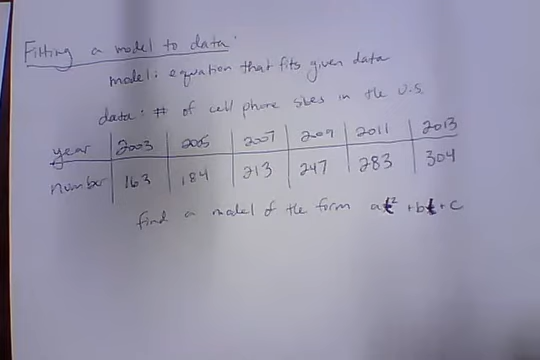 Fitting a model to data:
model: equation that fits given data
data: # of cell phone sites in the U.S.
year 2003 2005 2007 2009 2011 2013
number 163 184 213 247 283 304
find a model of the form at² + bt + c